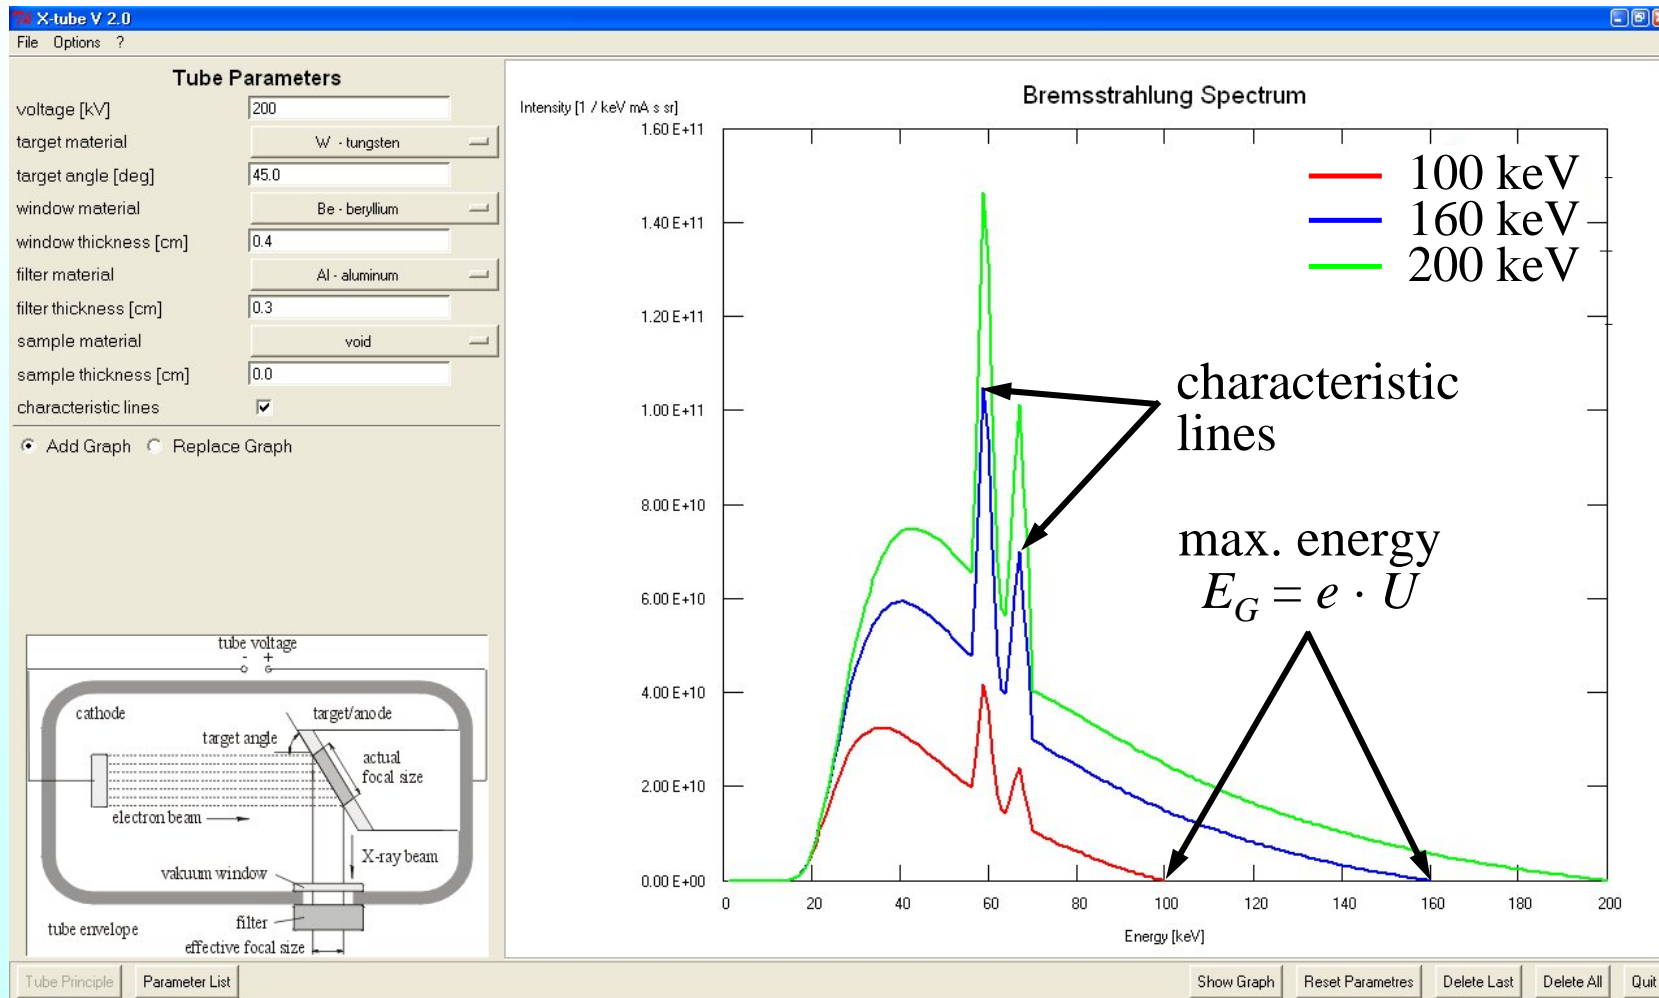 X-tube V 2.0
File Options ?
Tube Parameters
voltage [kV] 200
target material W - tungsten
target angle [deg] 45.0
window material Be - beryllium
window thickness [cm] 0.4
filter material Al - aluminum
filter thickness [cm] 0.3
sample material void
sample thickness [cm] 0.0
characteristic lines
Add Graph Replace Graph
tube voltage
- +
cathode
target/anode
target angle
actual
focal size
electron beam
X-ray beam
vakuum window
filter
tube envelope
effective focal size
Bremsstrahlung Spectrum
Intensity [1 / keV mA s sr]
1.60 E+11
1.40 E+11
1.20 E+11
1.00 E+11
8.00 E+10
6.00 E+10
4.00 E+10
2.00 E+10
0.00 E+00
100 keV
160 keV
200 keV
characteristic
lines
max. energy
E_G = e · U
0 20 40 60 80 100 120 140 160 180 200
Energy [keV]
Tube Principle Parameter List Show Graph Reset Parametres Delete Last Delete All Quit